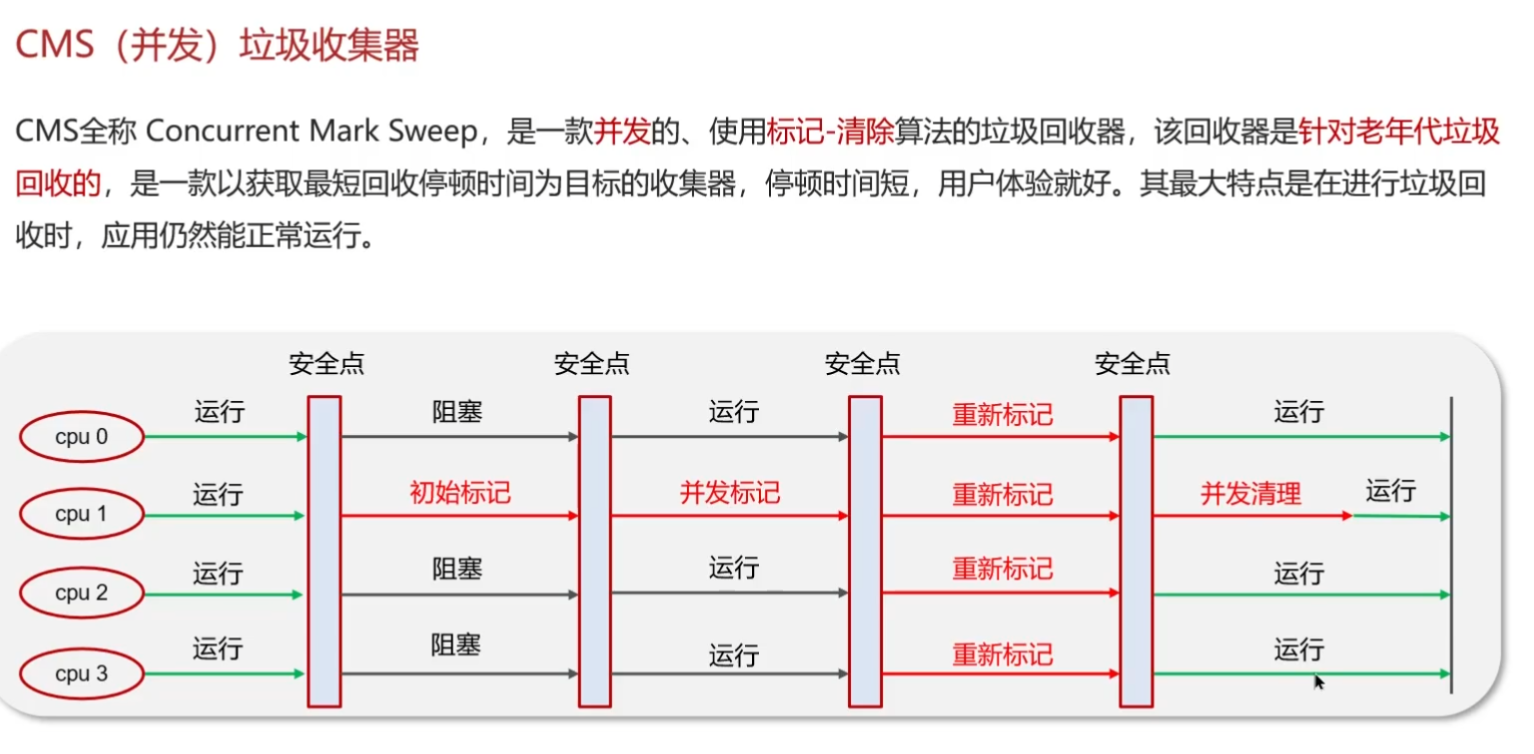 CMS（并发）垃圾收集器
CMS全称 Concurrent Mark Sweep，是一款并发的、使用标记-清除算法的垃圾回收器，该回收器是针对老年代垃圾
回收的，是一款以获取最短回收停顿时间为目标的收集器，停顿时间短，用户体验就好。其最大特点是在进行垃圾回
收时，应用仍然能正常运行。
安全点 安全点 安全点 安全点
cpu 0 运行 阻塞 运行 重新标记 运行
cpu 1 运行 初始标记 并发标记 重新标记 并发清理 运行
cpu 2 运行 阻塞 运行 重新标记 运行
cpu 3 运行 阻塞 运行 重新标记 运行